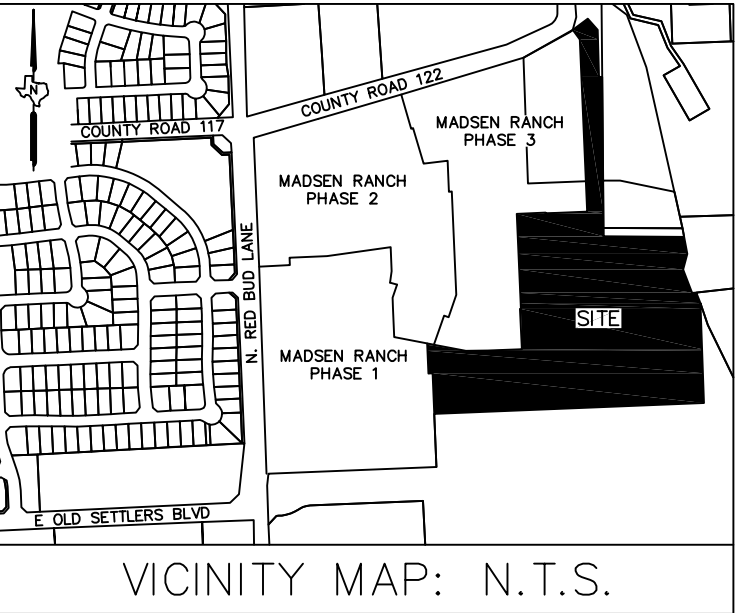 N
COUNTY ROAD 122
COUNTY ROAD 117
MADSEN RANCH
PHASE 3
MADSEN RANCH
PHASE 2
N. RED BUD LANE
SITE
MADSEN RANCH
PHASE 1
E OLD SETTLERS BLVD
VICINITY MAP: N.T.S.